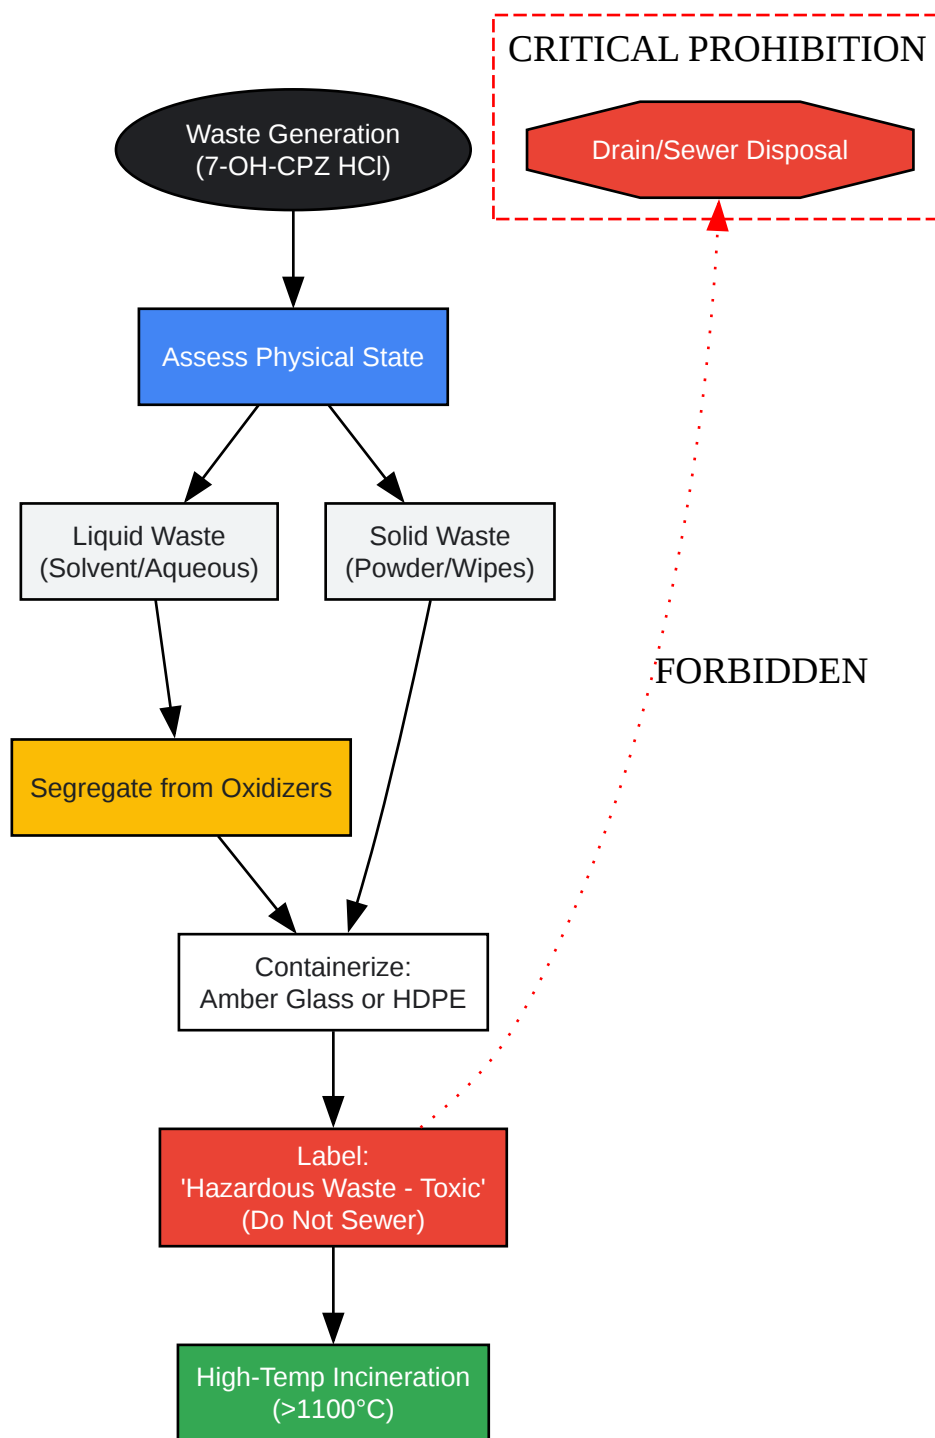 CRITICAL PROHIBITION
Waste Generation
(7-OH-CPZ HCl)
Drain/Sewer Disposal
Assess Physical State
Liquid Waste
(Solvent/Aqueous)
Solid Waste
(Powder/Wipes)
FORBIDDEN
Segregate from Oxidizers
Containerize:
Amber Glass or HDPE
Label:
'Hazardous Waste - Toxic'
(Do Not Sewer)
High-Temp Incineration
(>1100°C)